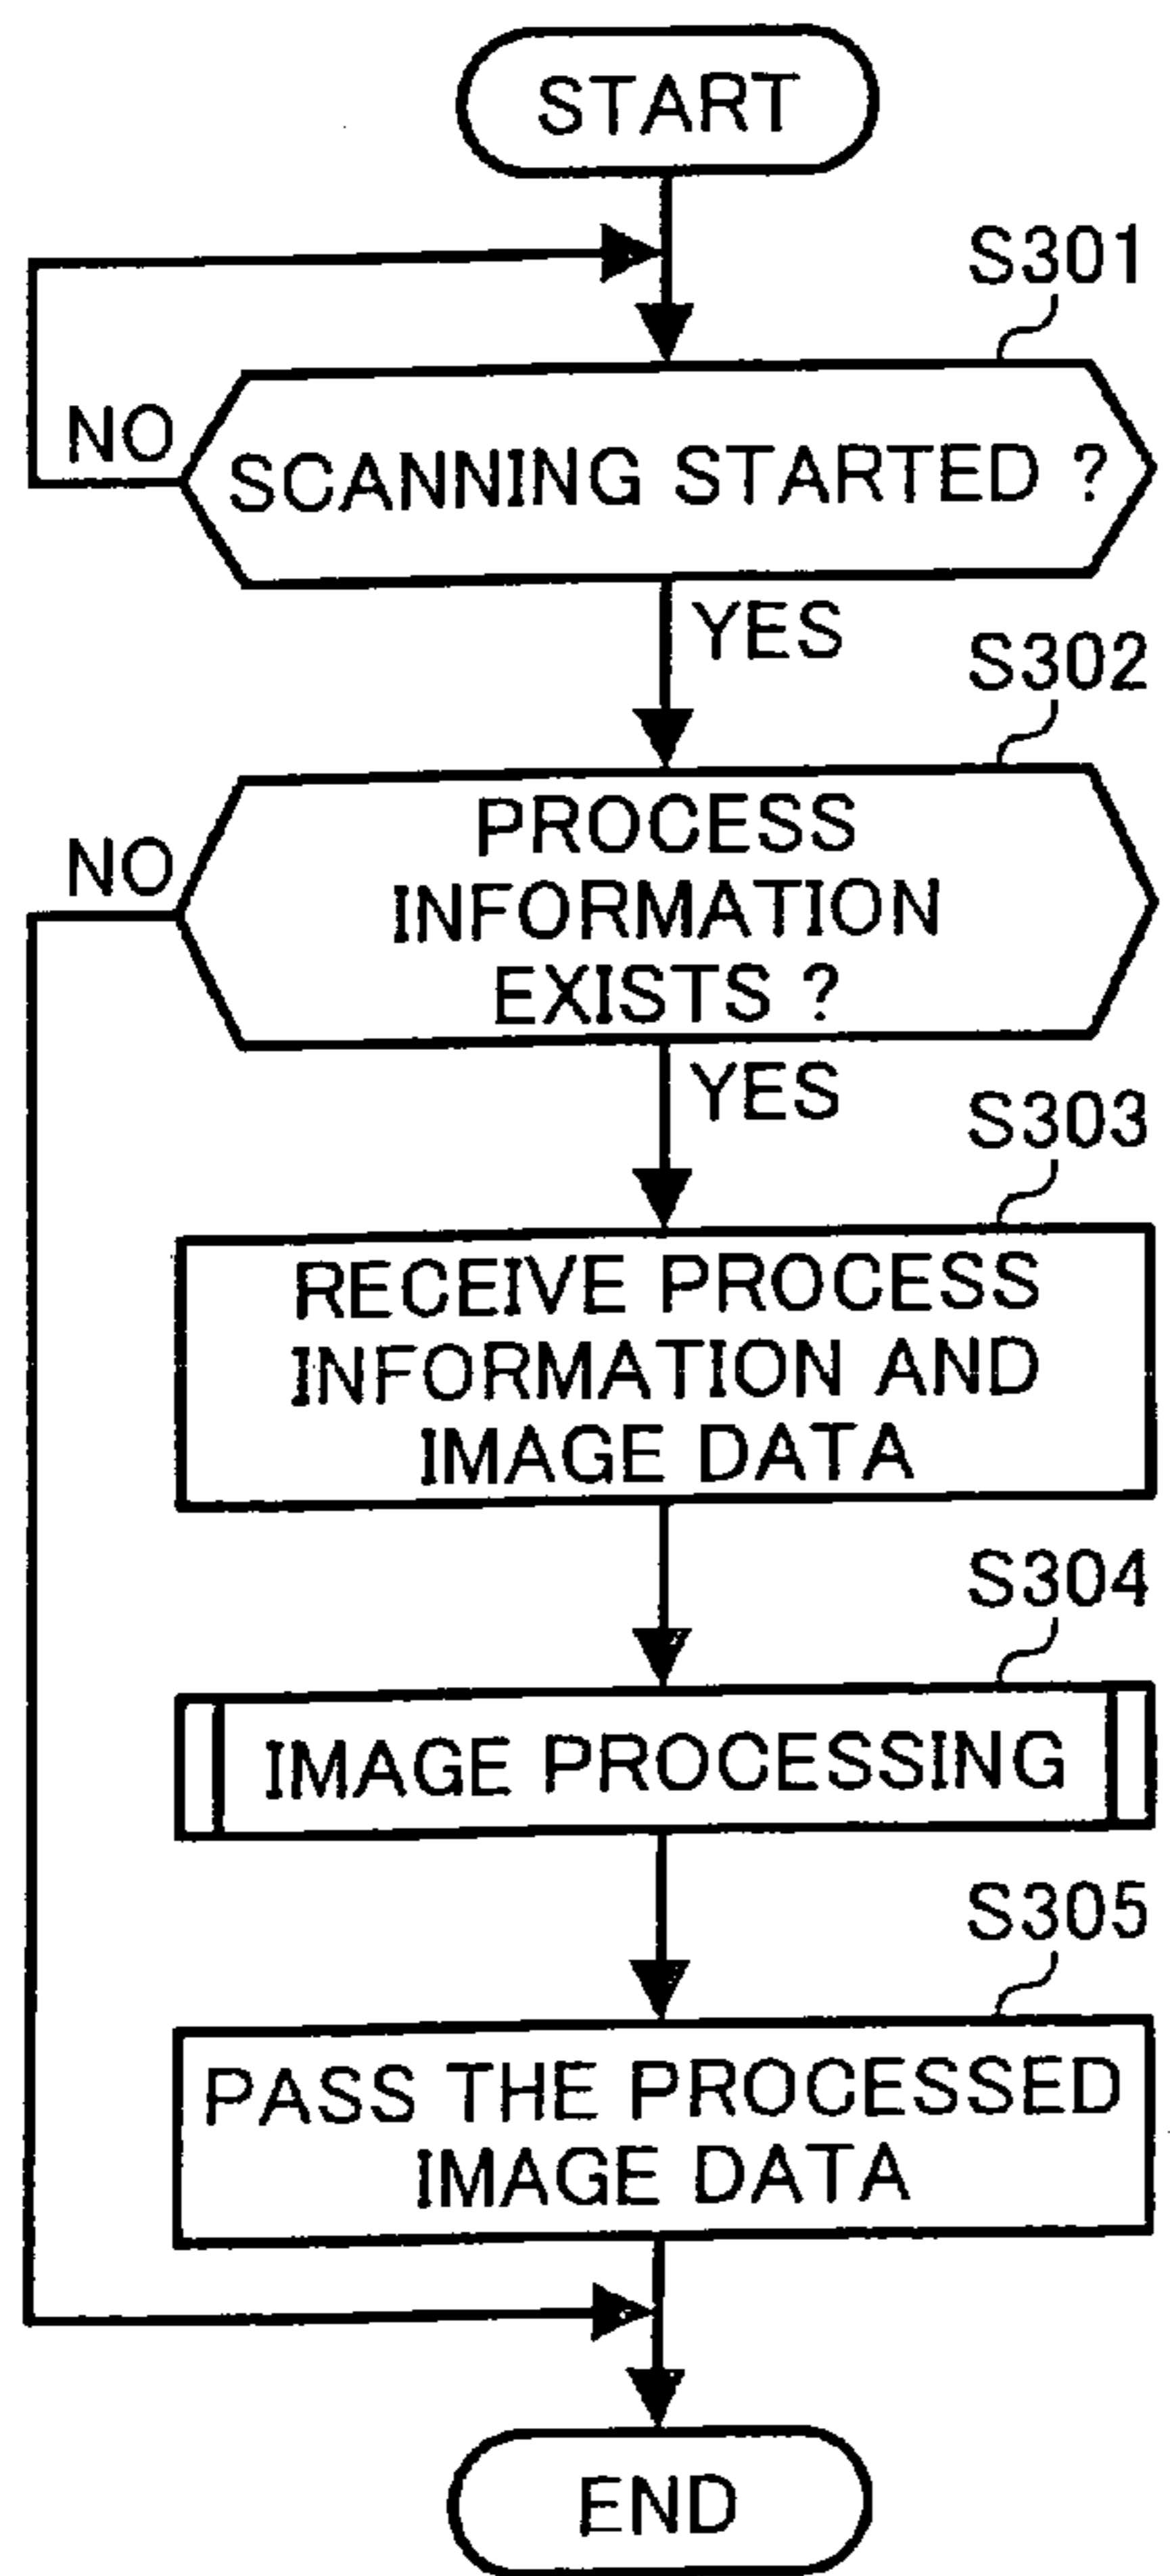 START
S301
NO
SCANNING STARTED ?
YES
S302
NO
PROCESS
INFORMATION
EXISTS ?
YES
S303
RECEIVE PROCESS
INFORMATION AND
IMAGE DATA
S304
IMAGE PROCESSING
S305
PASS THE PROCESSED
IMAGE DATA
END